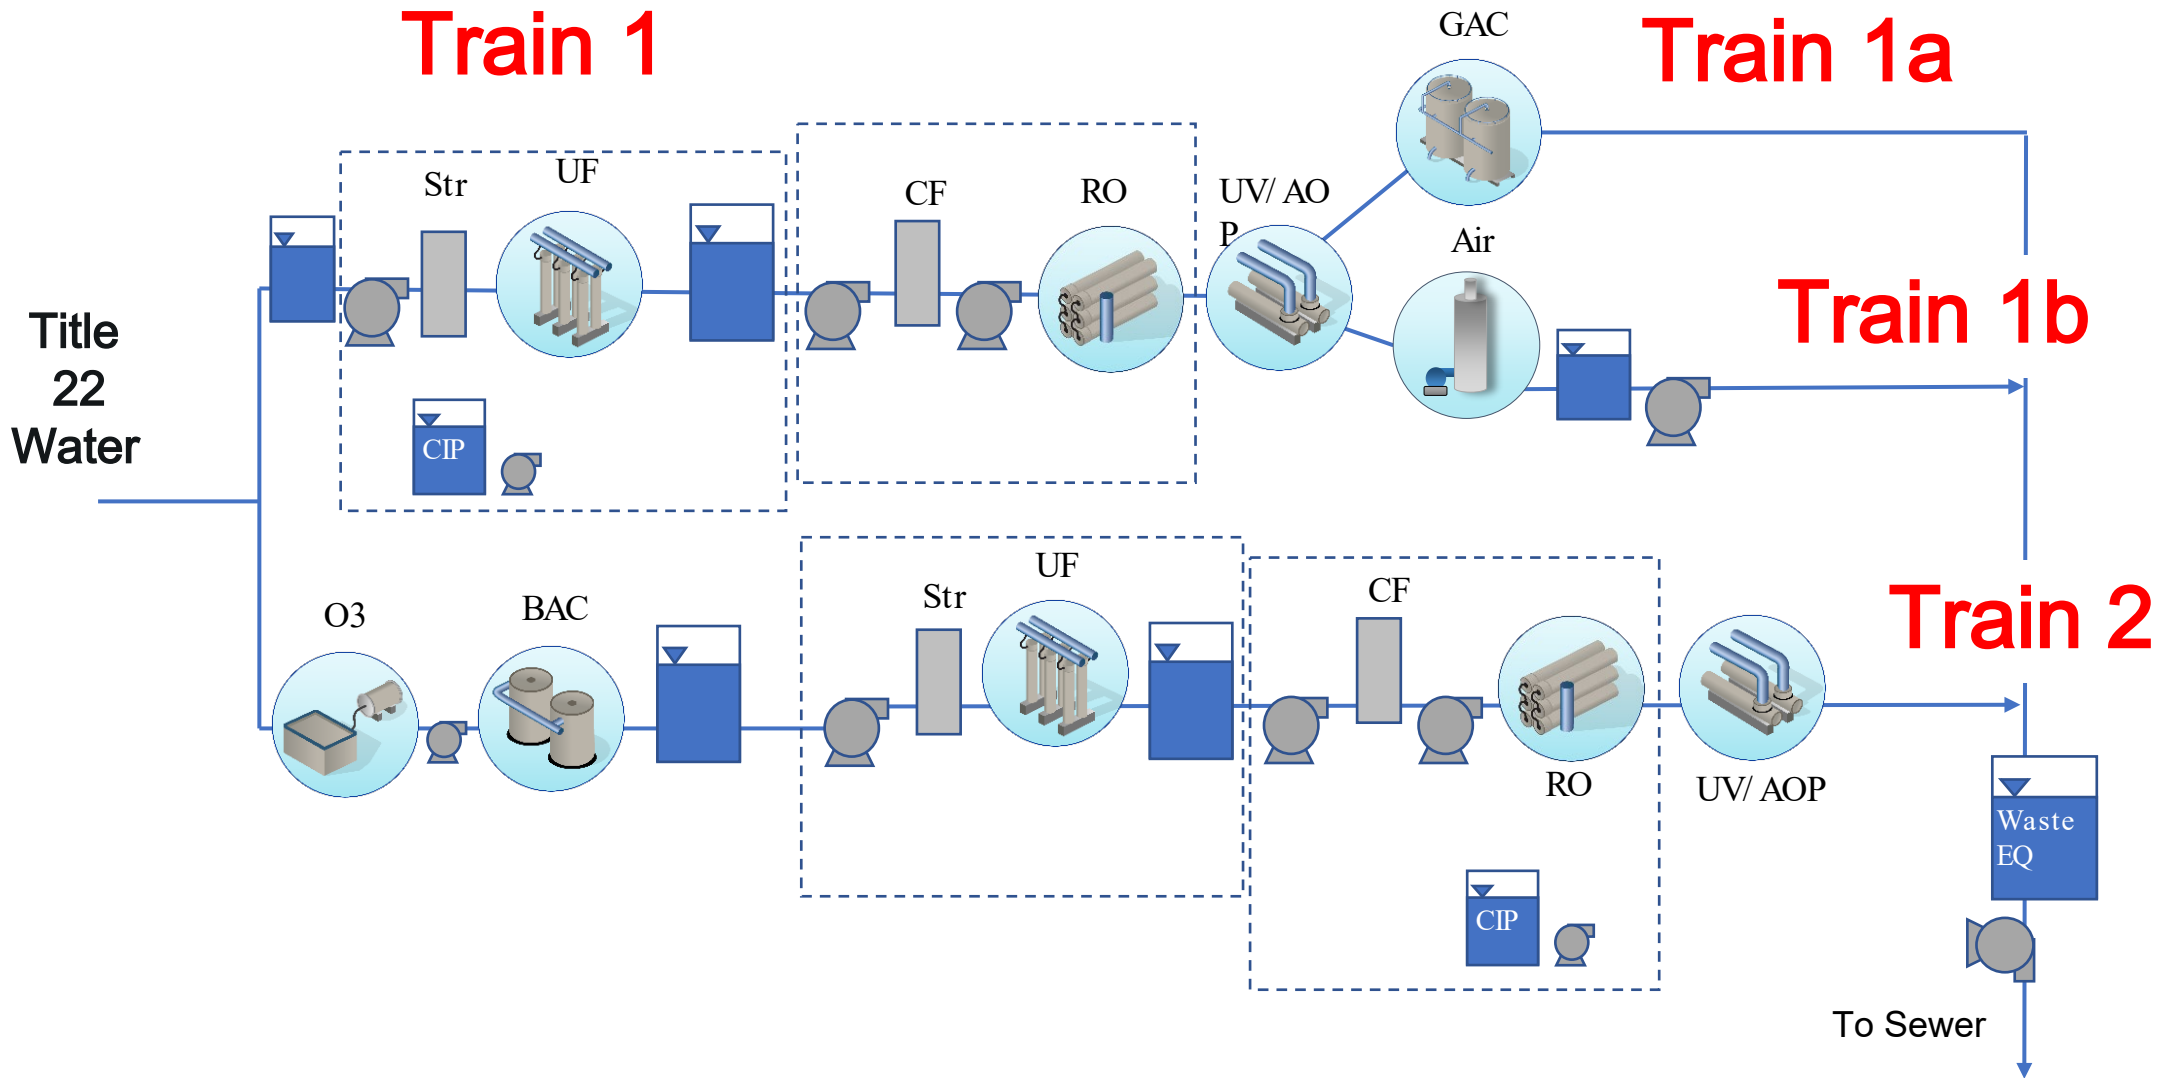 Train 1
GAC
Train 1a
Str
UF
CF
RO
UV/ AO
P
Air
Train 1b
Title
22
Water
CIP
O3
BAC
Str
UF
CF
RO
UV/ AOP
Train 2
CIP
Waste
EQ
To Sewer